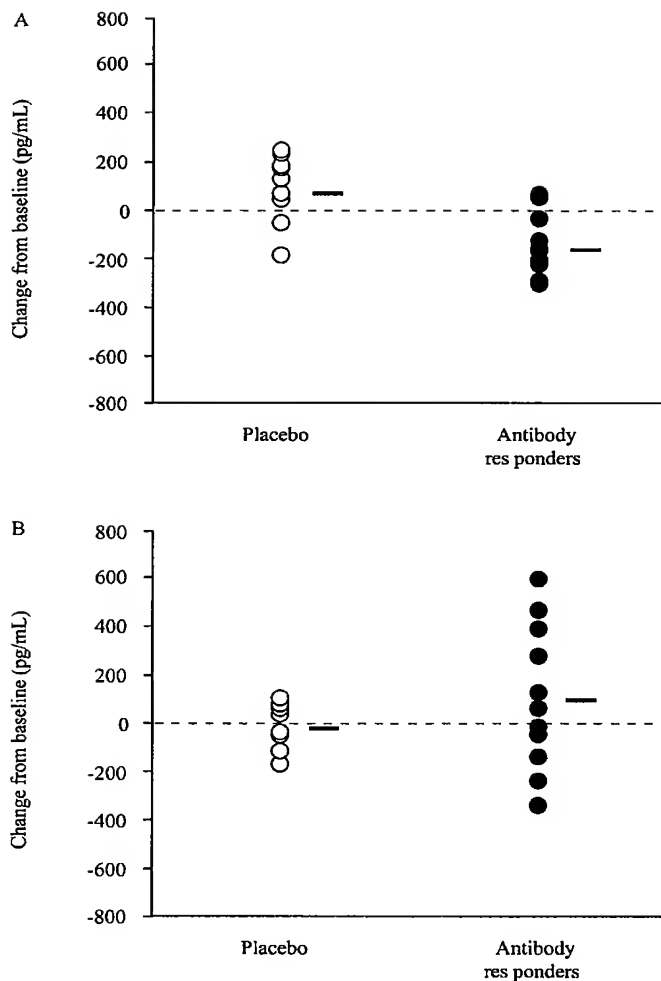 A
Change from baseline (pg/mL)
800
600
400
200
0
-200
-400
-600
-800
Placebo
Antibody
res ponders
B
Change from baseline (pg/mL)
800
600
400
200
0
-200
-400
-600
-800
Placebo
Antibody
res ponders